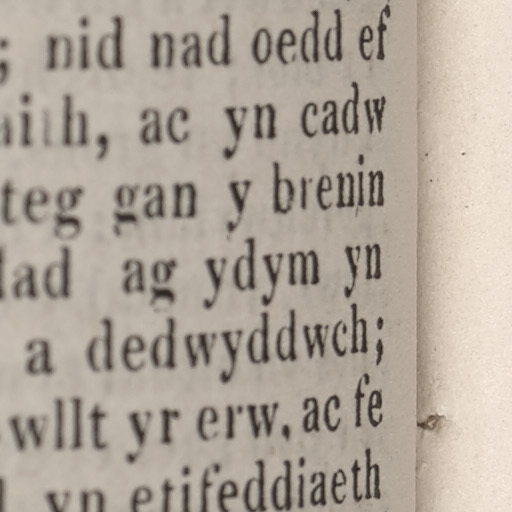 ; nid nad oedd ef
aith, ac yn cadw
teg gan y brenin
lad ag ydym yn
a dedwyddwch;
wllt yr erw, ac fe
yn etifeddiaeth